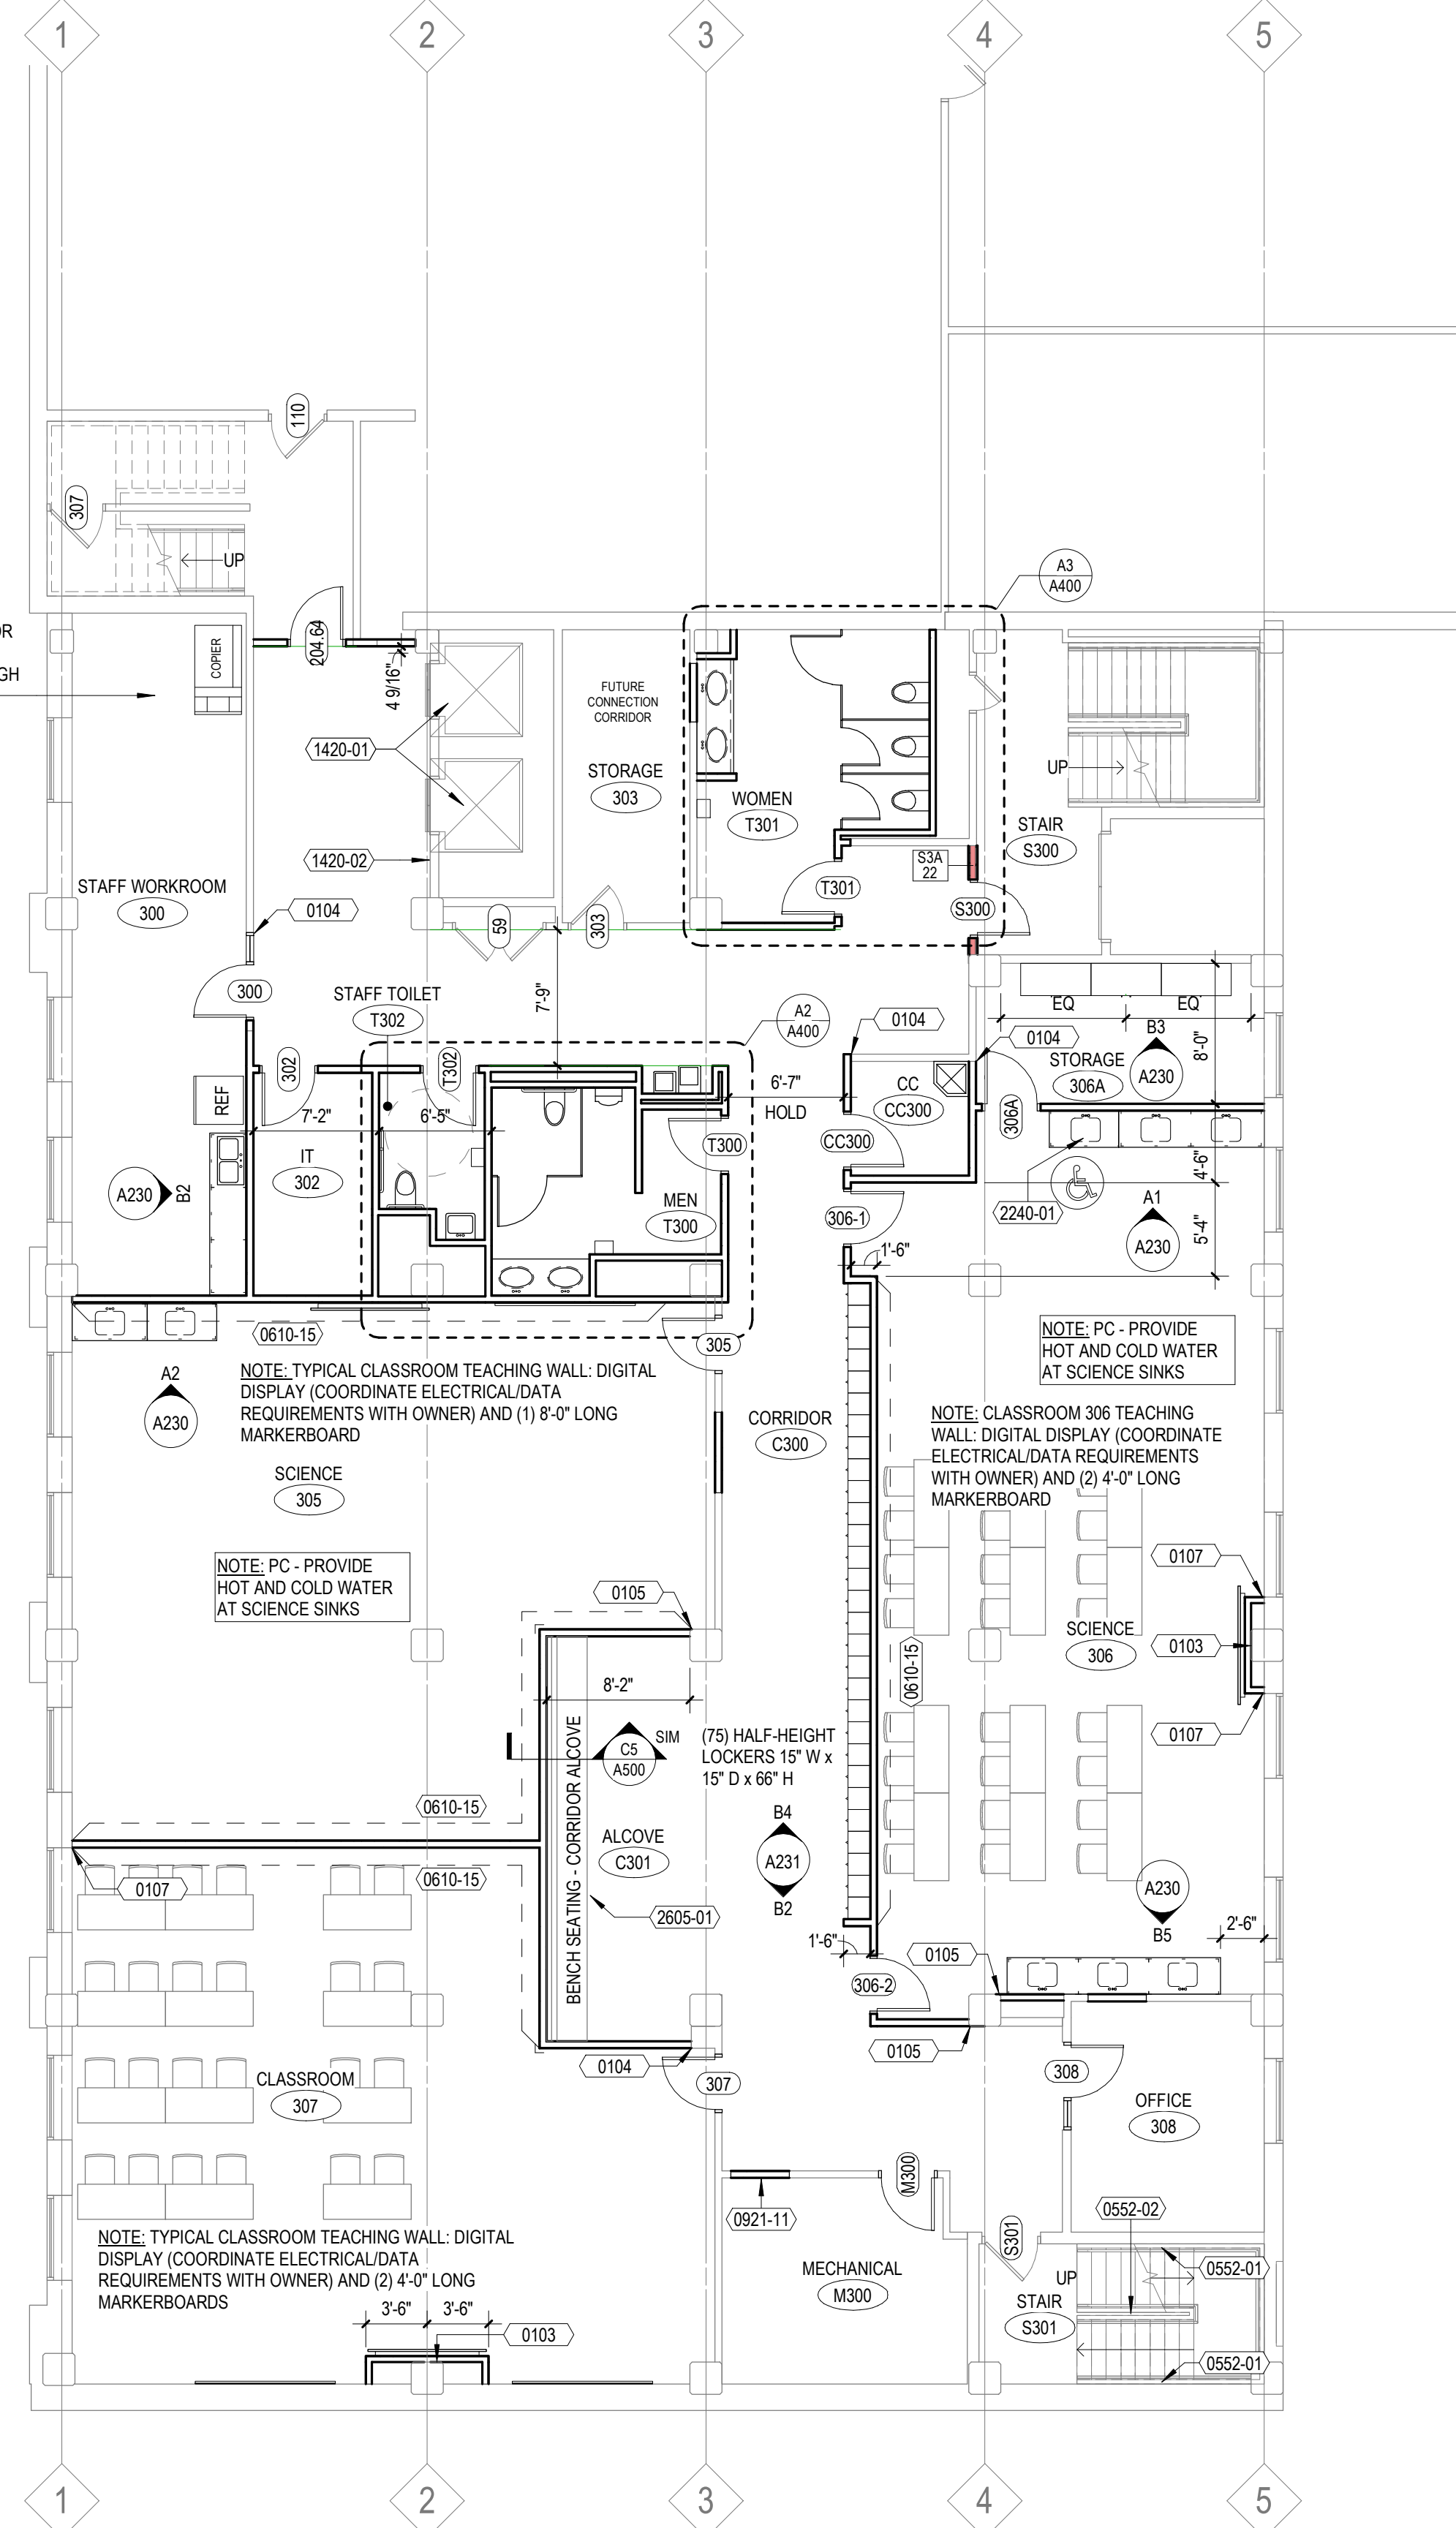 1
2
3
4
5
110
307
UP
A3
A400
OR
GH
COPIER
204.64
4 9/16"
FUTURE
CONNECTION
CORRIDOR
1420-01
STORAGE
303
WOMEN
T301
UP
STAIR
S300
1420-02
S3A
22
T301
S300
STAFF WORKROOM
300
0104
59
303
300
STAFF TOILET
T302
7'-9"
A2
A400
0104
EQ
EQ
B3
A230
8'-0"
0104
STORAGE
306A
302
T302
REF
7'-2"
6'-5"
6'-7"
HOLD
CC
CC300
306A
T300
CC300
IT
302
A230
B2
MEN
T300
306-1
4'-6"
2240-01
A1
A230
5'-4"
1'-6"
0610-15
305
NOTE: PC - PROVIDE
HOT AND COLD WATER
AT SCIENCE SINKS
A2
A230
NOTE: TYPICAL CLASSROOM TEACHING WALL: DIGITAL
DISPLAY (COORDINATE ELECTRICAL/DATA
REQUIREMENTS WITH OWNER) AND (1) 8'-0" LONG
MARKERBOARD
CORRIDOR
C300
NOTE: CLASSROOM 306 TEACHING
WALL: DIGITAL DISPLAY (COORDINATE
ELECTRICAL/DATA REQUIREMENTS
WITH OWNER) AND (2) 4'-0" LONG
MARKERBOARD
SCIENCE
305
NOTE: PC - PROVIDE
HOT AND COLD WATER
AT SCIENCE SINKS
0107
0105
SCIENCE
306
0103
0610-15
8'-2"
BENCH SEATING - CORRIDOR ALCOVE
C5
A500
SIM
(75) HALF-HEIGHT
LOCKERS 15" W x
15" D x 66" H
0107
0610-15
B4
A231
B2
ALCOVE
C301
0610-15
0107
A230
B5
2605-01
2'-6"
1'-6"
0105
306-2
0105
0104
307
308
CLASSROOM
307
OFFICE
308
M300
0921-11
0552-02
S301
NOTE: TYPICAL CLASSROOM TEACHING WALL: DIGITAL
DISPLAY (COORDINATE ELECTRICAL/DATA
REQUIREMENTS WITH OWNER) AND (2) 4'-0" LONG
MARKERBOARDS
MECHANICAL
M300
UP
0552-01
STAIR
S301
3'-6"
3'-6"
0103
0552-01
1
2
3
4
5